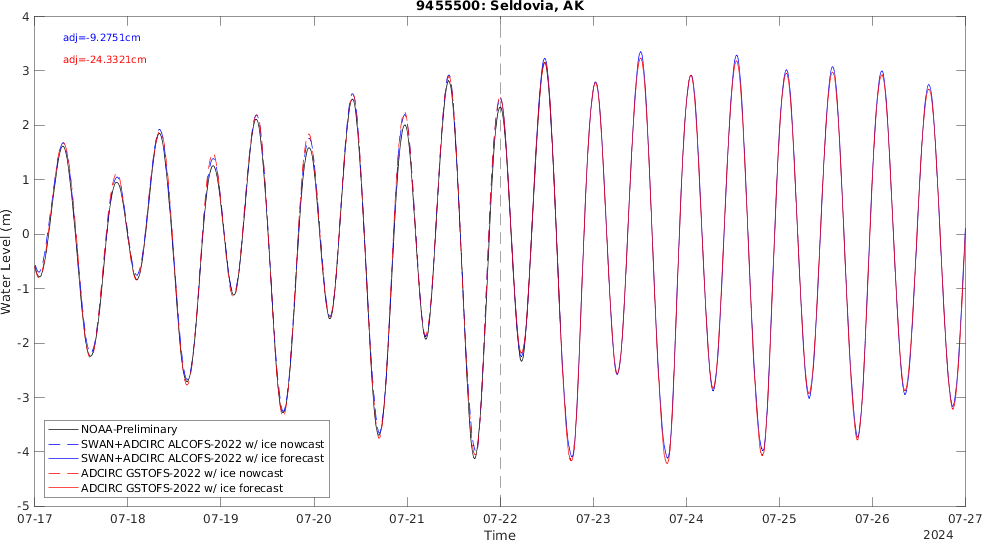 9455500: Seldovia, AK
adj=-9.2751cm
adj=-24.3321cm
4
3
2
1
0
-1
-2
-3
-4
-5
Water Level (m)
NOAA-Preliminary
SWAN+ADCIRC ALCOFS-2022 w/ ice nowcast
SWAN+ADCIRC ALCOFS-2022 w/ ice forecast
ADCIRC GSTOFS-2022 w/ ice nowcast
ADCIRC GSTOFS-2022 w/ ice forecast
07-17 07-18 07-19 07-20 07-21 07-22 07-23 07-24 07-25 07-26 07-27
Time
2024